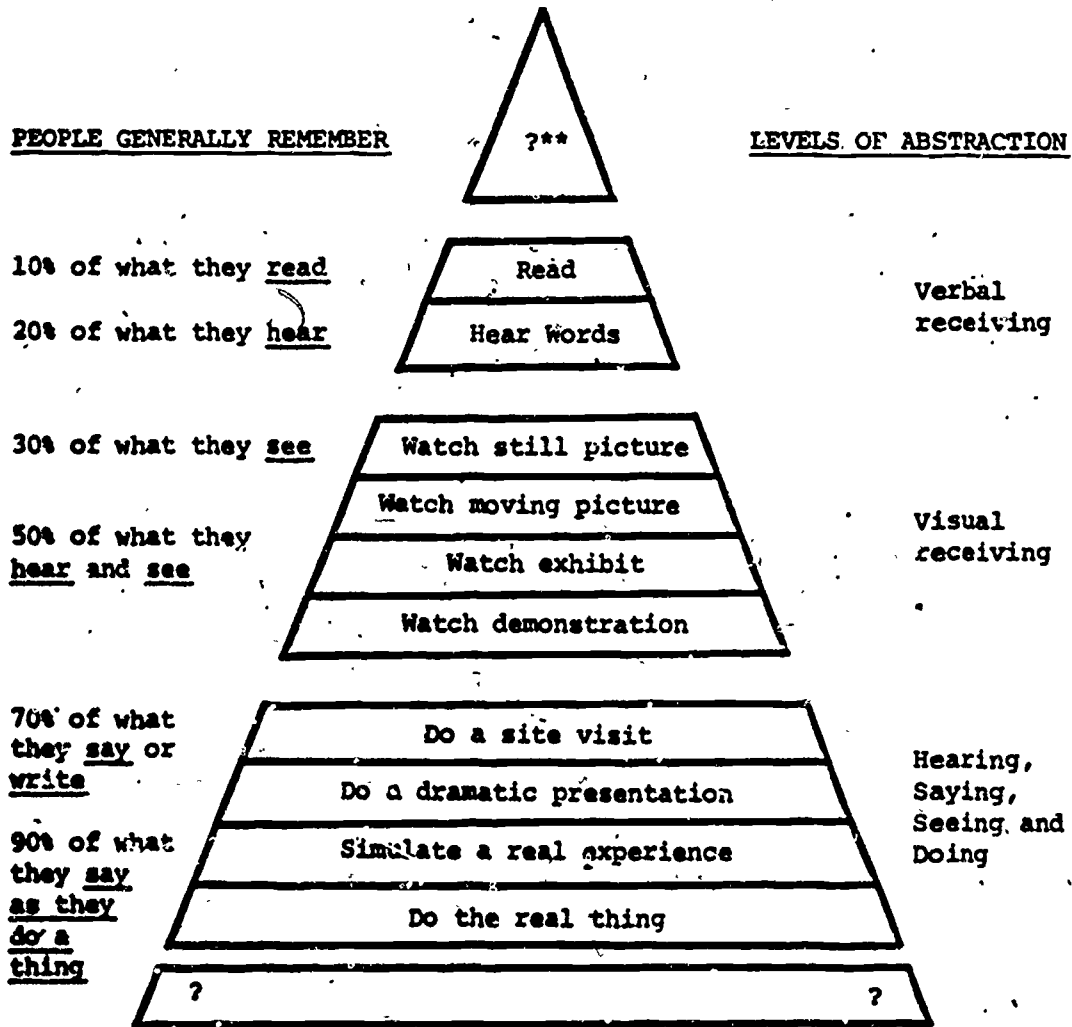 ?**
PEOPLE GENERALLY REMEMBER
LEVELS OF ABSTRACTION
10% of what they read
20% of what they hear
Read
Hear Words
Verbal
receiving
30% of what they see
50% of what they
hear and see
Watch still picture
Watch moving picture
Watch exhibit
Watch demonstration
Visual
receiving
70% of what
they say or
write
90% of what
they say
as they
do a
thing
Do a site visit
Do a dramatic presentation
Simulate a real experience
Do the real thing
Hearing,
Saying,
Seeing and
Doing
? ?